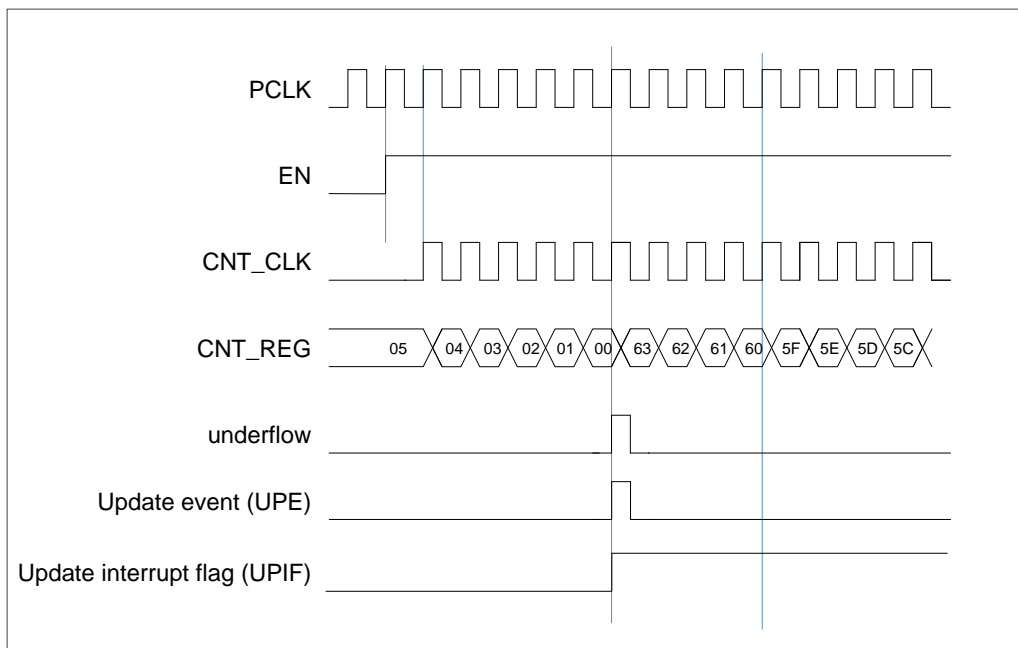 PCLK
EN
CNT_CLK
CNT_REG 05 04 03 02 01 00 63 62 61 60 5F 5E 5D 5C
underflow
Update event (UPE)
Update interrupt flag (UPIF)